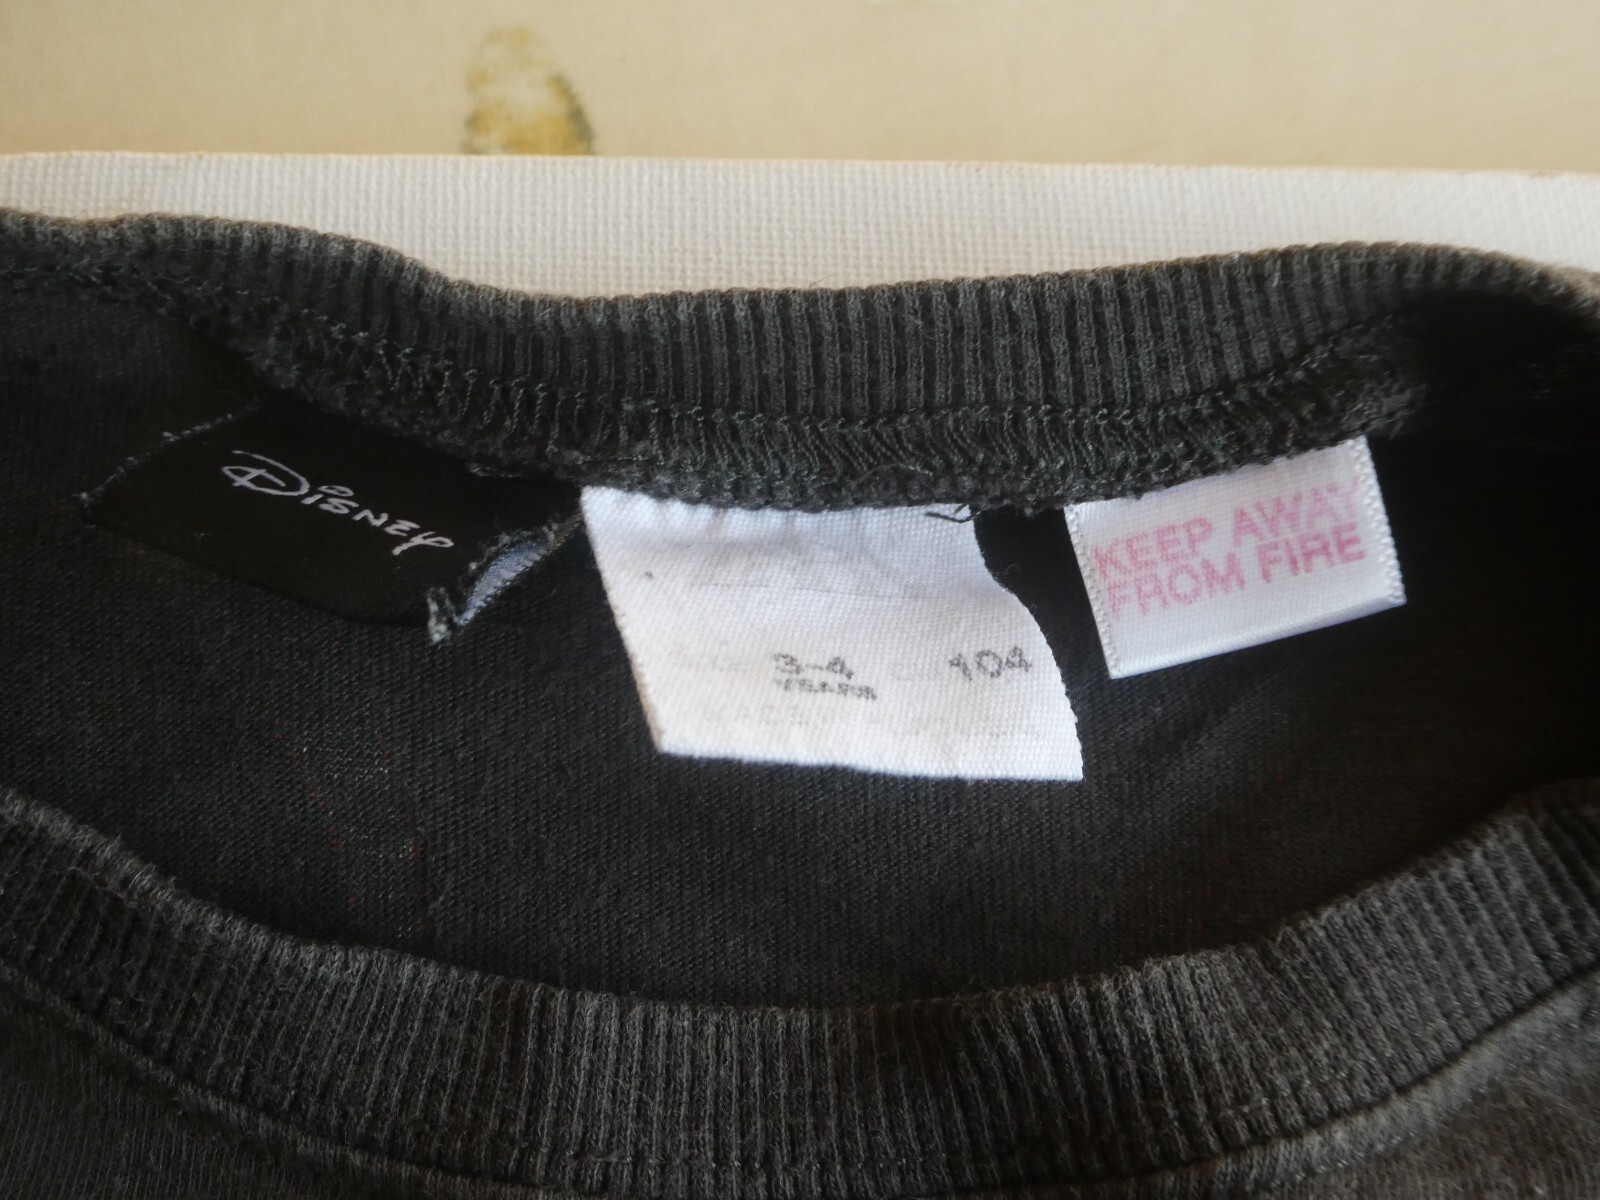 Disney
3-4 104
YEARS
KEEP AWAY
FROM FIRE